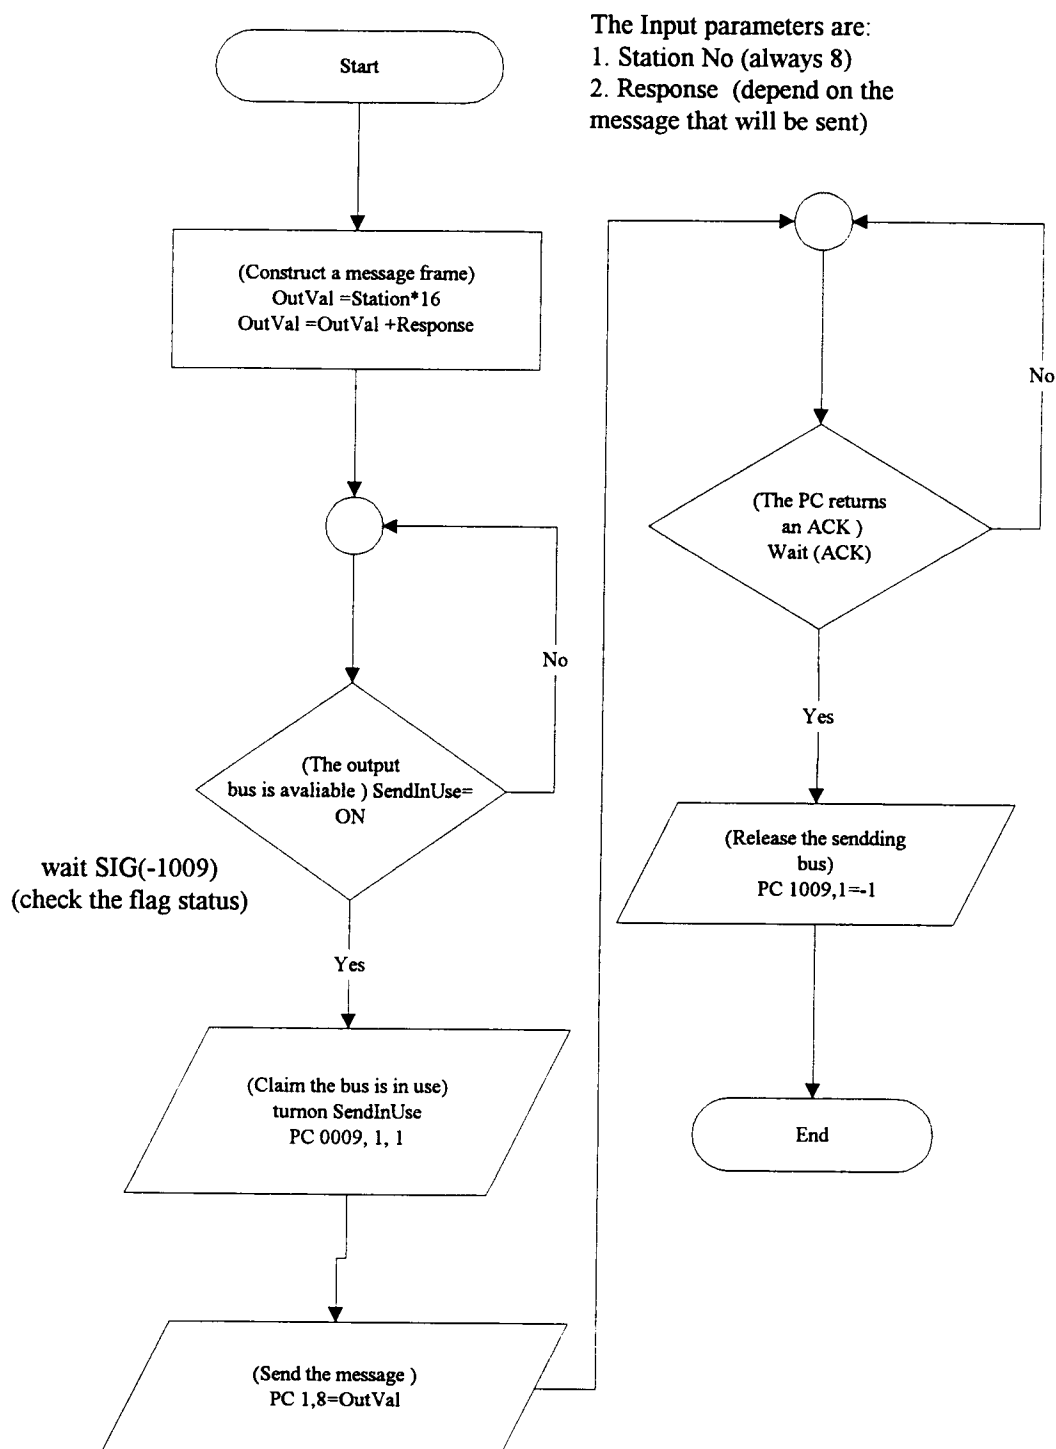 The Input parameters are:
1. Station No (always 8)
2. Response (depend on the
message that will be sent)
Start
(Construct a message frame)
OutVal =Station*16
OutVal =OutVal +Response
No
(The output
bus is avaliable ) SendInUse=
ON
wait SIG(-1009)
(check the flag status)
Yes
(Claim the bus is in use)
turnon SendInUse
PC 0009, 1, 1
(Send the message )
PC 1,8=OutVal
No
(The PC returns
an ACK )
Wait (ACK)
Yes
(Release the sendding
bus)
PC 1009,1=-1
End